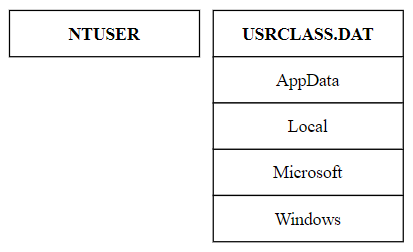 NTUSER
USRCLASS.DAT
AppData
Local
Microsoft
Windows